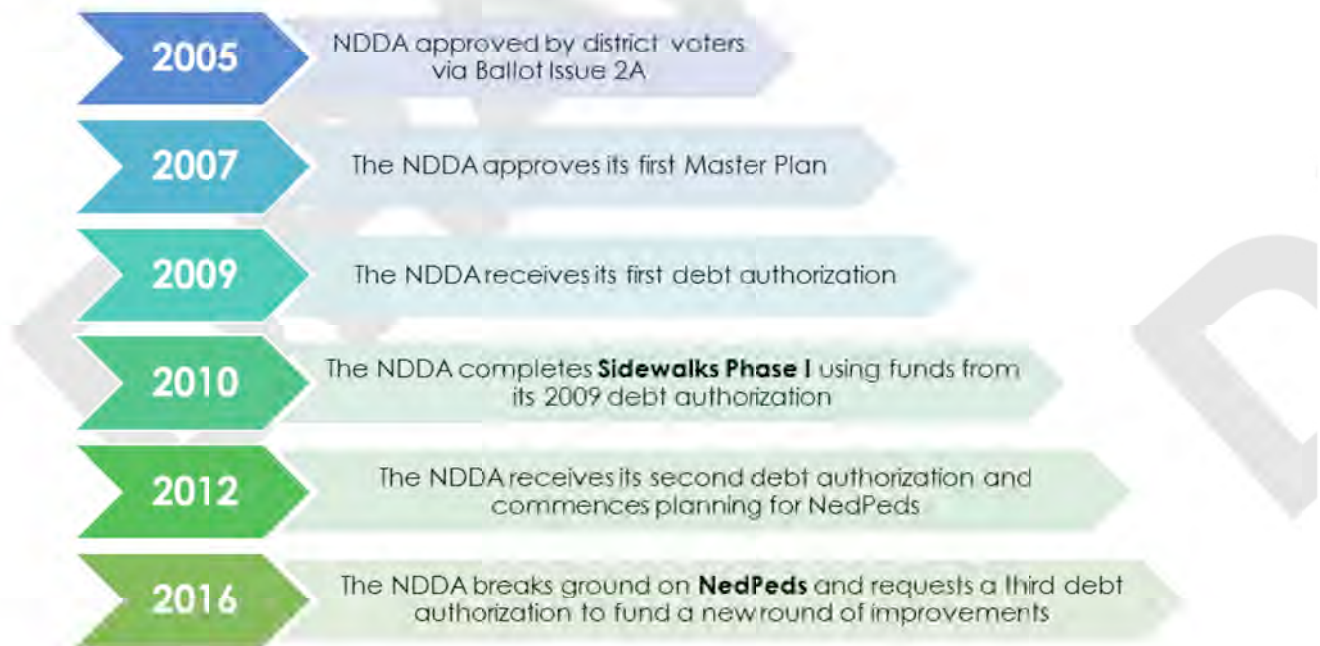 2005
NDDA approved by district voters
via Ballot Issue 2A
2007
The NDDA approves its first Master Plan
2009
The NDDA receives its first debt authorization
2010
The NDDA completes Sidewalks Phase I using funds from
its 2009 debt authorization
2012
The NDDA receives its second debt authorization and
commences planning for NedPeds
2016
The NDDA breaks ground on NedPeds and requests a third debt
authorization to fund a new round of improvements